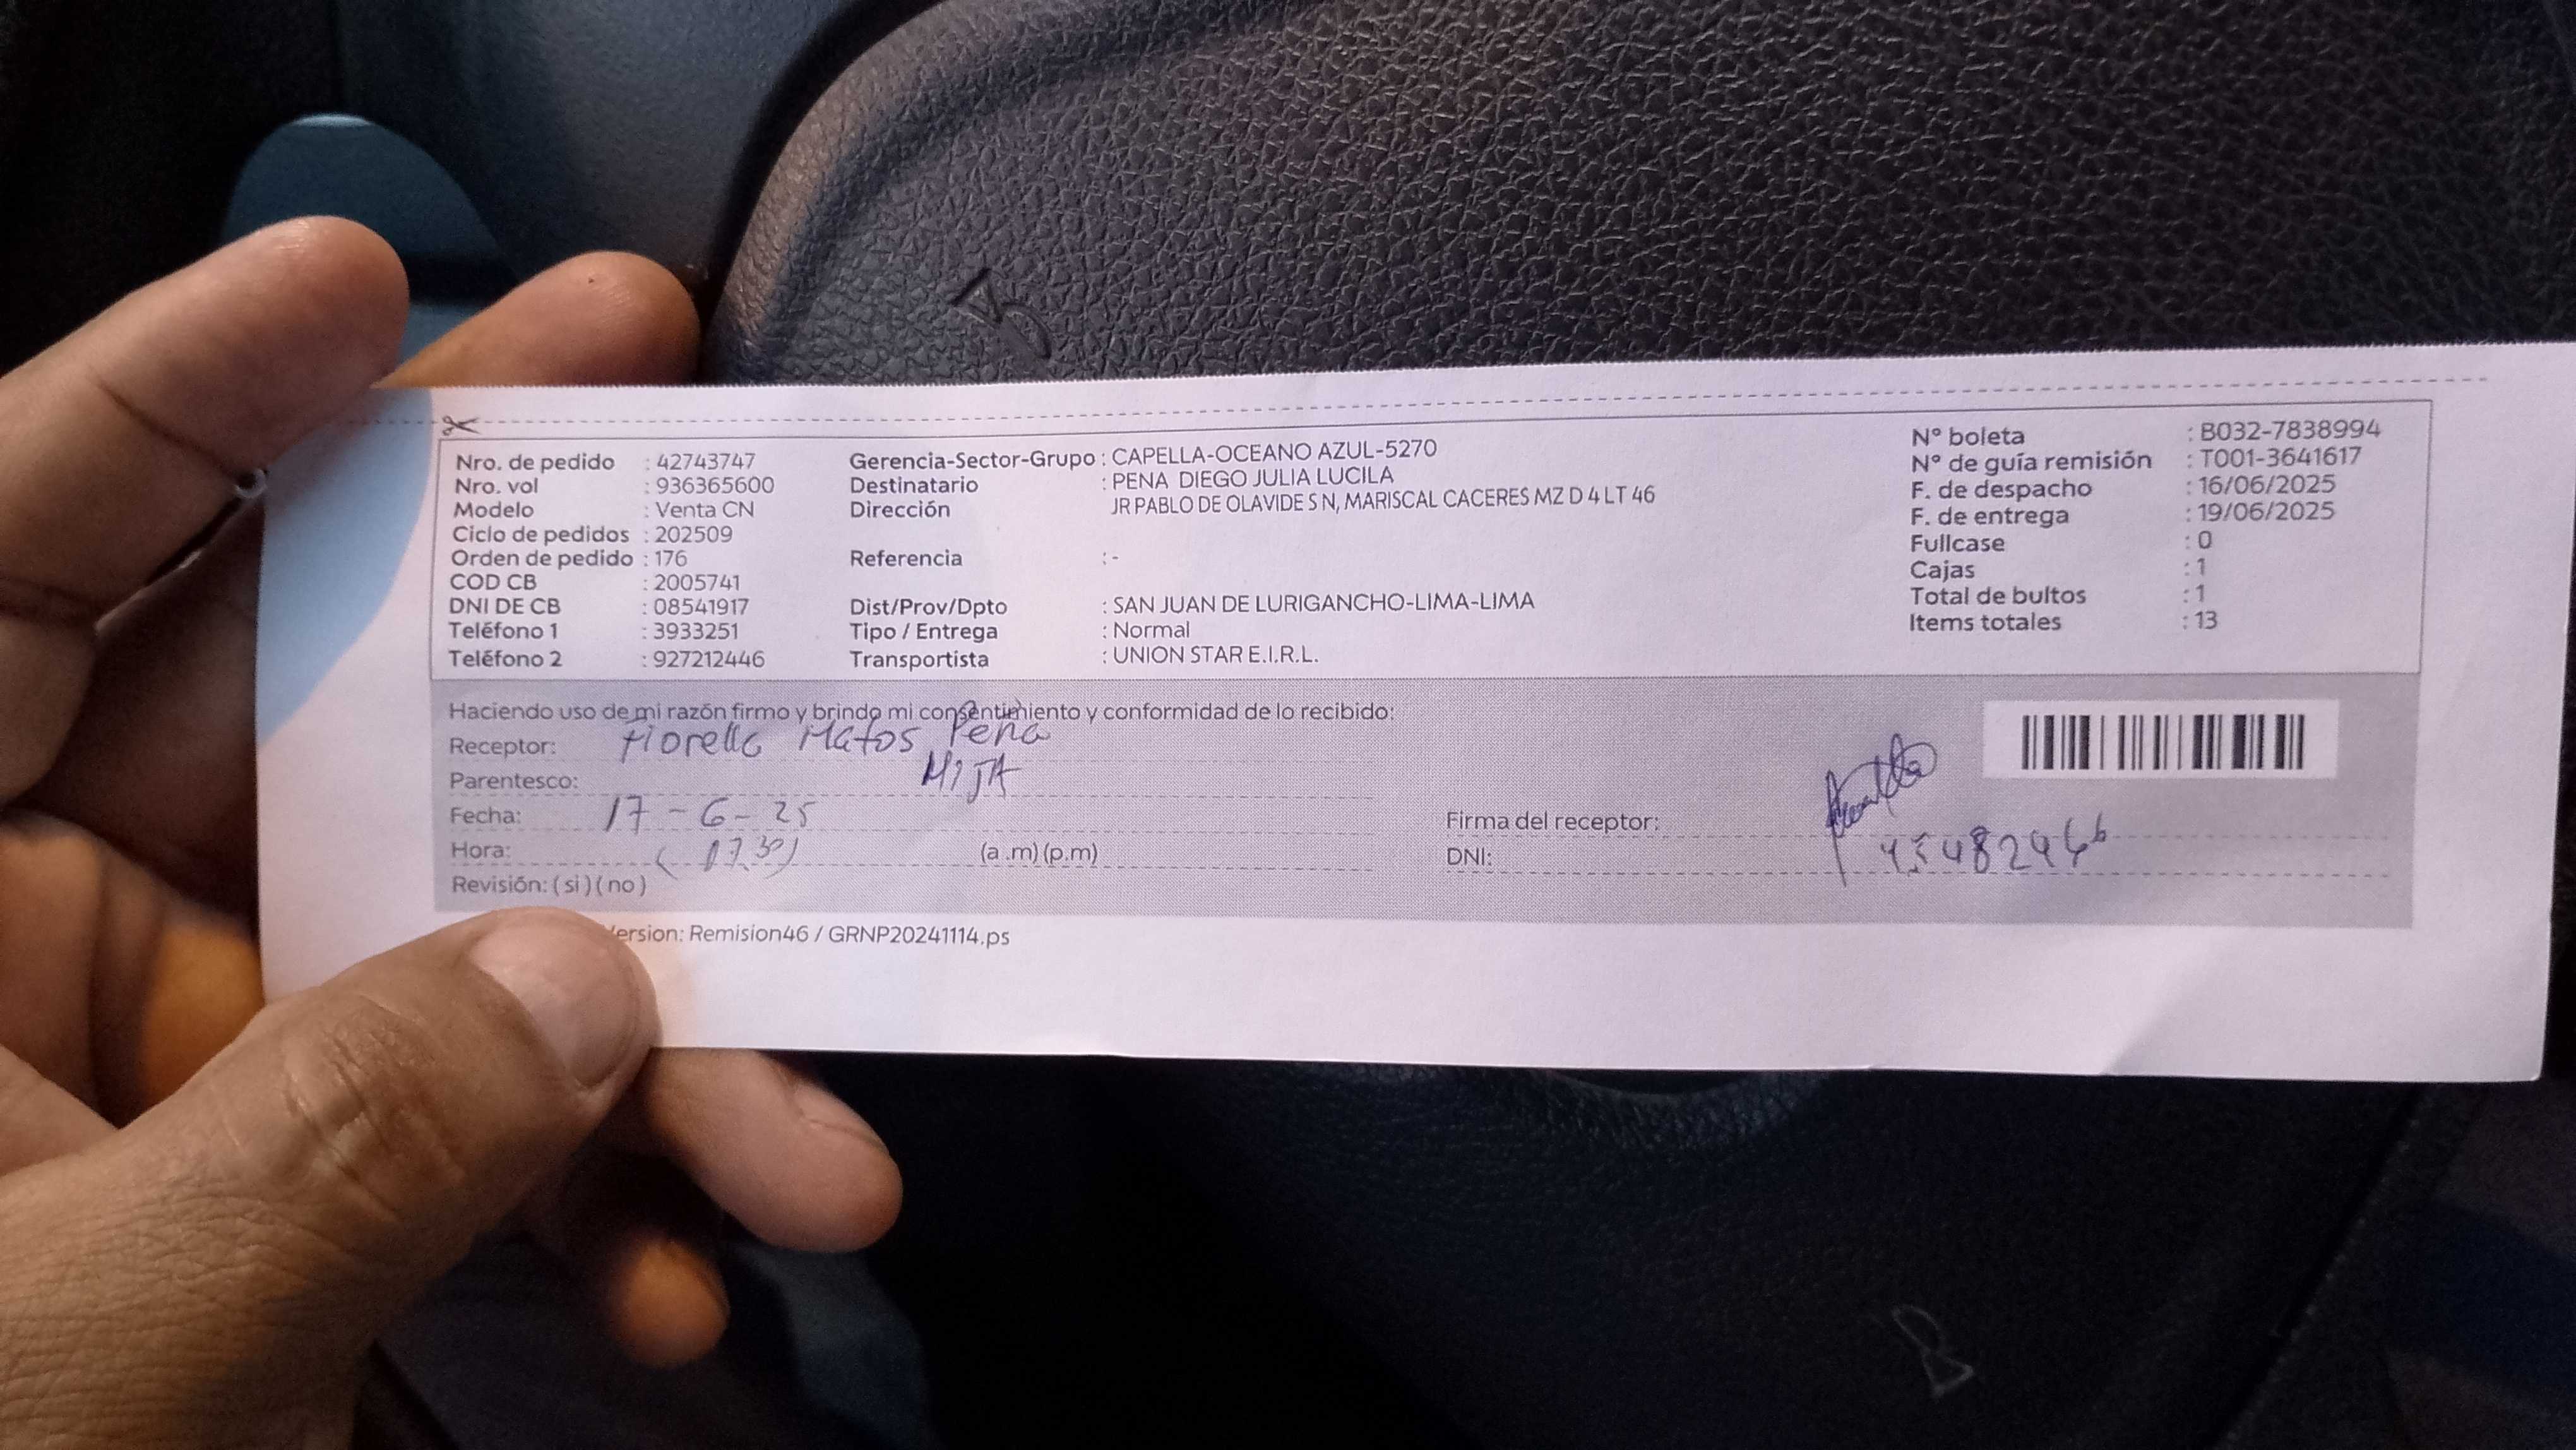 Nro. de pedido : 42743747
Nro. vol : 936365600
Modelo : Venta CN
Ciclo de pedidos : 202509
Orden de pedido : 176
COD CB : 2005741
DNI DE CB : 08541917
Teléfono 1 : 3933251
Teléfono 2 : 927212446
Gerencia-Sector-Grupo : CAPELLA-OCEANO AZUL-5270
Destinatario : PENA DIEGO JULIA LUCILA
Dirección JR PABLO DE OLAVIDE S N, MARISCAL CACERES MZ D 4 LT 46
Referencia : -
Dist/Prov/Dpto : SAN JUAN DE LURIGANCHO-LIMA-LIMA
Tipo / Entrega : Normal
Transportista : UNION STAR E.I.R.L.
N° boleta : B032-7838994
N° de guía remisión : T001-3641617
F. de despacho : 16/06/2025
F. de entrega : 19/06/2025
Fullcase : 0
Cajas : 1
Total de bultos : 1
Items totales : 13
Haciendo uso de mi razón firmo y brindo mi consentimiento y conformidad de lo recibido:
Receptor: Fiorella Matos Peña
Parentesco: HIJA
Fecha: 17-6-25
Hora: (17.30) (a .m) (p.m)
Revisión: ( si ) ( no )
Firma del receptor:
DNI:
ersion: Remision46 / GRNP20241114.ps